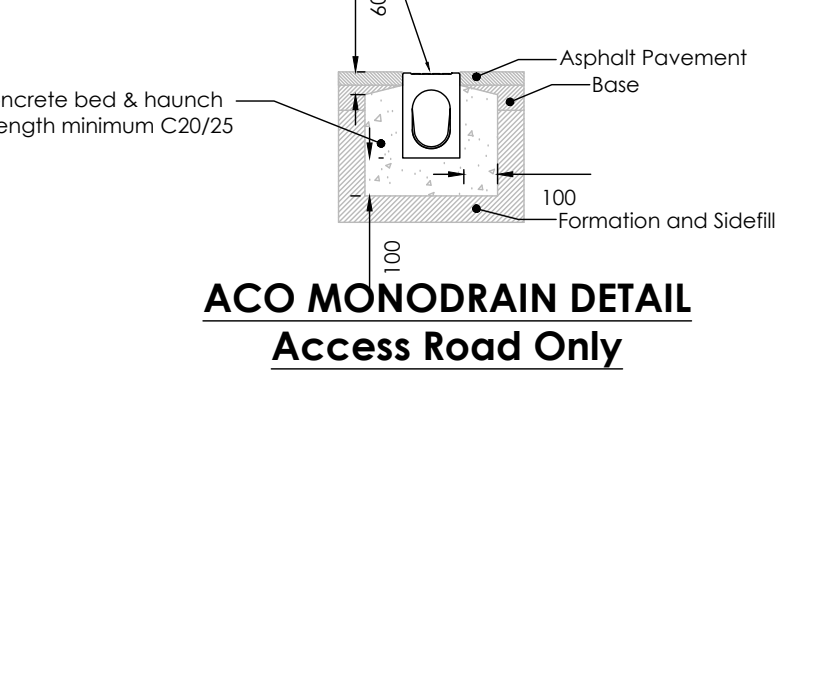 60
Asphalt Pavement
Base
ncrete bed & haunch
ength minimum C20/25
100
Formation and Sidefill
100
ACO MONODRAIN DETAIL
Access Road Only